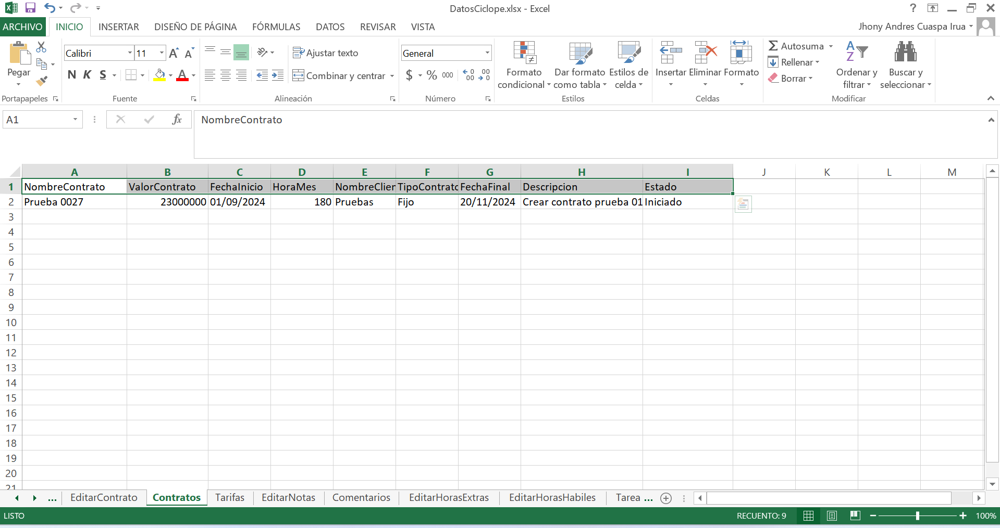 DatosCiclope.xlsx - Excel
?
ARCHIVO INICIO INSERTAR DISEÑO DE PÁGINA FÓRMULAS DATOS REVISAR VISTA Jhony Andres Cuaspa Irua
Pegar
Portapapeles
Calibri 11 A A
N K S A
Fuente
Ajustar texto
Combinar y centrar
Alineación
General
$ % 000
Número
Formato condicional
Dar formato como tabla
Estilos de celda
Estilos
Insertar Eliminar Formato
Celdas
Autosuma
Rellenar
Borrar
Ordenar y filtrar
Buscar y seleccionar
Modificar
A1 fx NombreContrato
A B C D E F G H I J K L M
1 NombreContrato ValorContrato FechaInicio HoraMes NombreClien TipoContrato FechaFinal Descripcion Estado
2 Prueba 0027 23000000 01/09/2024 180 Pruebas Fijo 20/11/2024 Crear contrato prueba 01 Iniciado
3
4
5
6
7
8
9
10
11
12
13
14
15
16
17
18
19
20
21
... EditarContrato Contratos Tarifas EditarNotas Comentarios EditarHorasExtras EditarHorasHabiles Tarea ...
LISTO RECUENTO: 9 100%